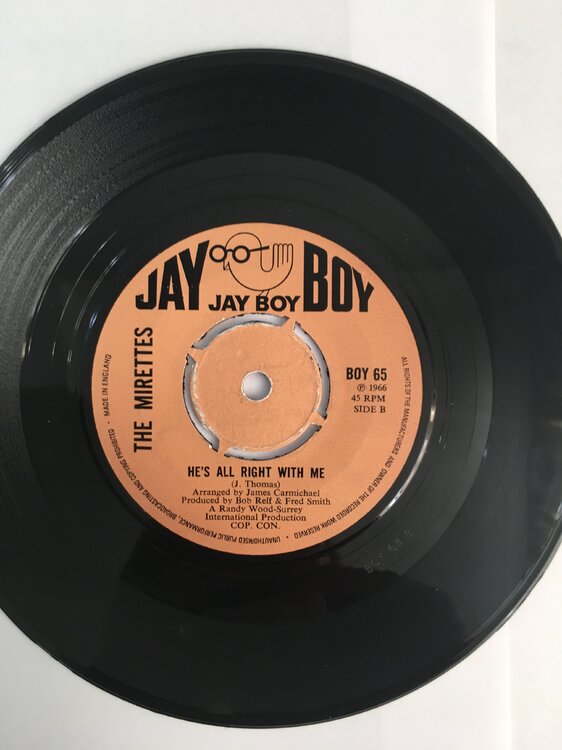 JAY BOY
JAY BOY
THE MIRETTES
BOY 65
Ⓟ 1966
45 RPM
SIDE B
HE'S ALL RIGHT WITH ME
(J. Thomas)
Arranged by James Carmichael
Produced by Bob Relf & Fred Smith
A Randy Wood-Surrey
International Production
COP. CON.
· MADE IN ENGLAND
ALL RIGHTS OF THE MANUFACTURERS AND OWNER OF THE RECORDED WORK RESERVED · UNAUTHORISED PUBLIC PERFORMANCE, BROADCASTING AND COPYING PROHIBITED.